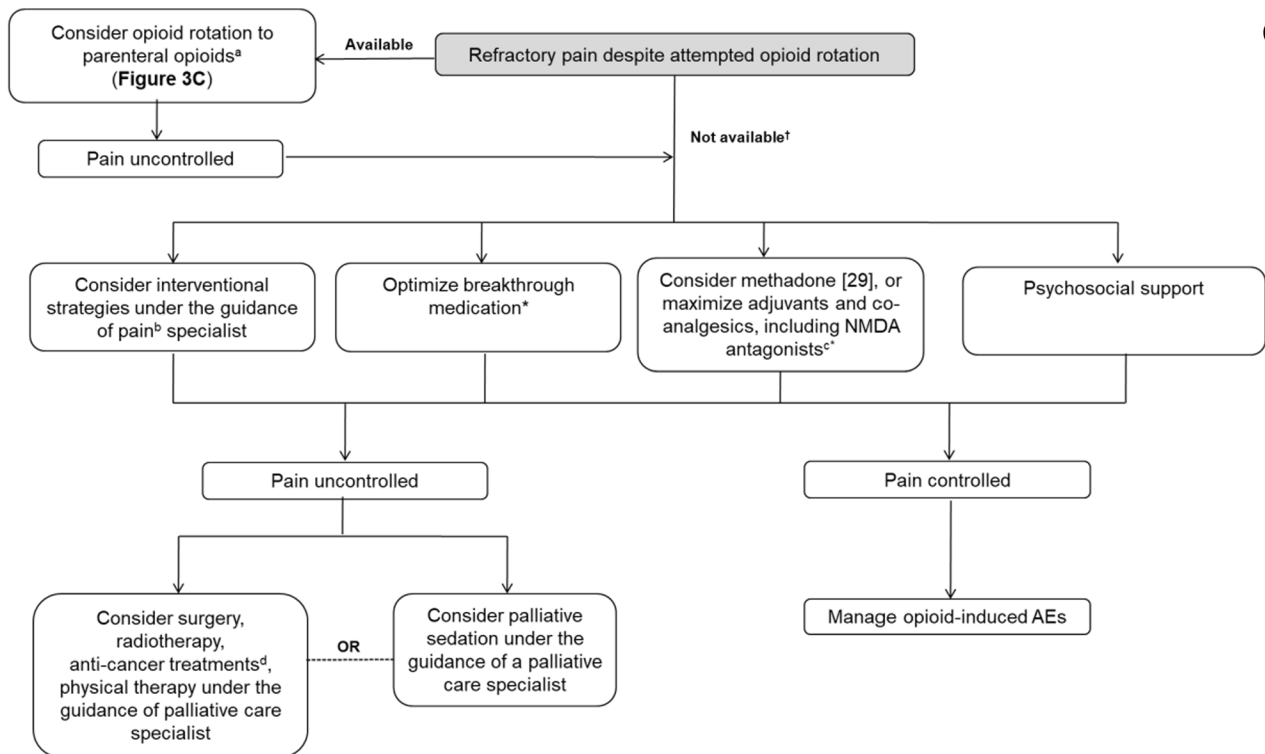 Consider opioid rotation to
parenteral opioidsᵃ
(Figure 3C)
Available
Refractory pain despite attempted opioid rotation
Not available†
Pain uncontrolled
Consider interventional
strategies under the guidance
of painᵇ specialist
Optimize breakthrough
medication*
Consider methadone [29], or
maximize adjuvants and co-
analgesics, including NMDA
antagonistsᶜ*
Psychosocial support
Pain uncontrolled
Pain controlled
Consider surgery,
radiotherapy,
anti-cancer treatmentsᵈ,
physical therapy under the
guidance of palliative care
specialist
OR
Consider palliative
sedation under the
guidance of a palliative
care specialist
Manage opioid-induced AEs